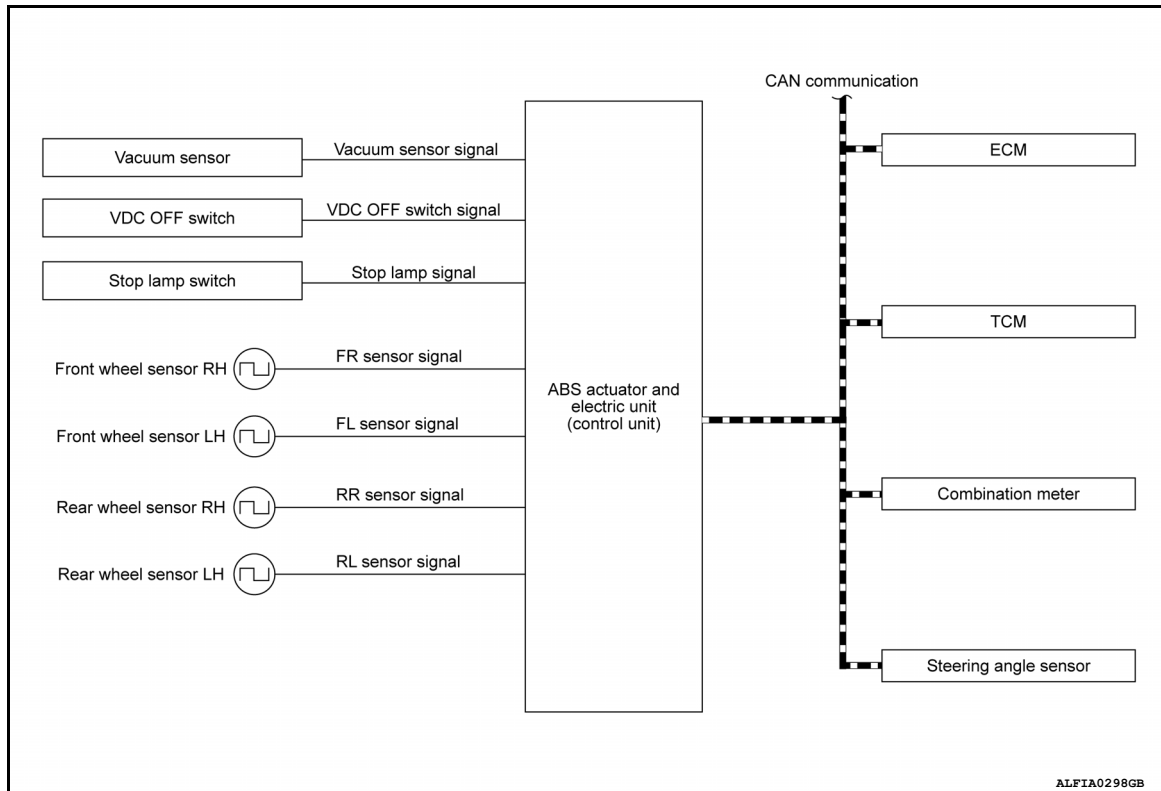 CAN communication
Vacuum sensor
Vacuum sensor signal
ECM
VDC OFF switch
VDC OFF switch signal
Stop lamp switch
Stop lamp signal
TCM
Front wheel sensor RH
FR sensor signal
ABS actuator and
electric unit
(control unit)
Front wheel sensor LH
FL sensor signal
Rear wheel sensor RH
RR sensor signal
Combination meter
Rear wheel sensor LH
RL sensor signal
Steering angle sensor
ALFIA0298GB